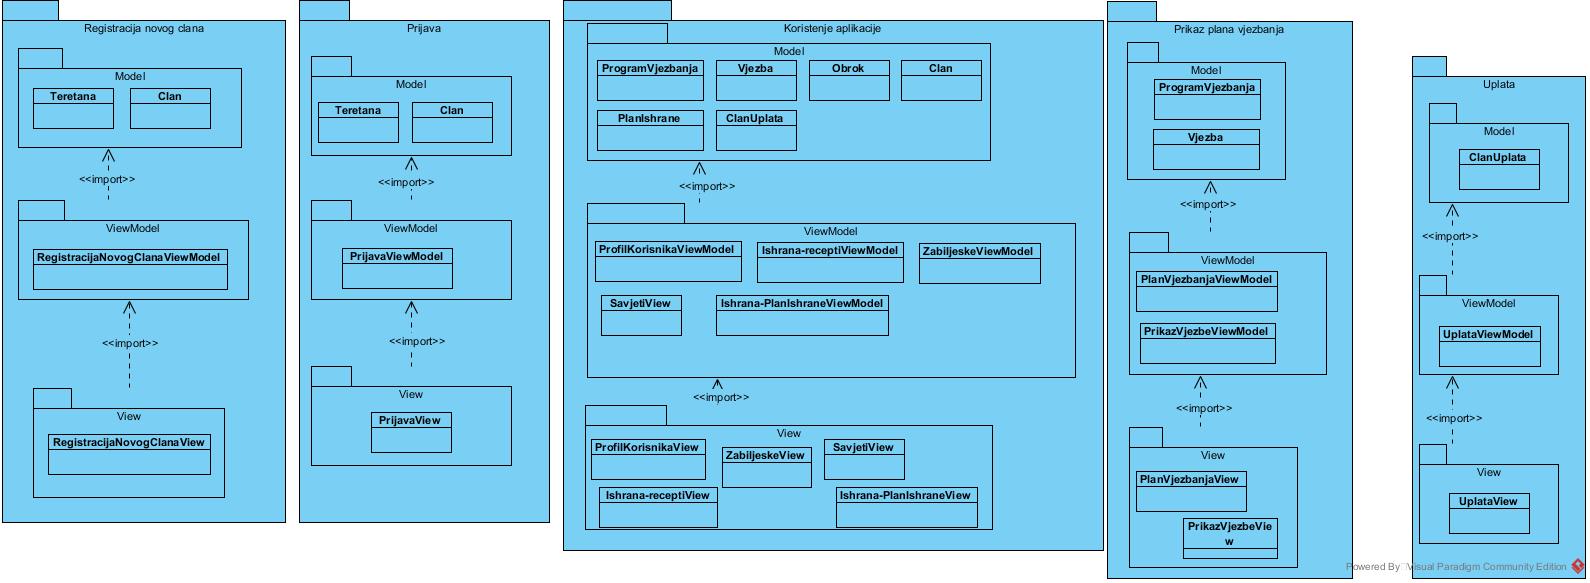 Registracija novog clana
Model
Teretana
Clan
<<import>>
ViewModel
RegistracijaNovogClanaViewModel
<<import>>
View
RegistracijaNovogClanaView
Prijava
Model
Teretana
Clan
<<import>>
ViewModel
PrijavaViewModel
<<import>>
View
PrijavaView
Koristenje aplikacije
Model
ProgramVjezbanja
Vjezba
Obrok
Clan
PlanIshrane
ClanUplata
<<import>>
ViewModel
ProfilKorisnikaViewModel
Ishrana-receptiViewModel
ZabiljeskeViewModel
SavjetiView
Ishrana-PlanIshraneViewModel
<<import>>
View
ProfilKorisnikaView
ZabiljeskeView
SavjetiView
Ishrana-receptiView
Ishrana-PlanIshraneView
Prikaz plana vjezbanja
Model
ProgramVjezbanja
Vjezba
<<import>>
ViewModel
PlanVjezbanjaViewModel
PrikazVjezbeViewModel
<<import>>
View
PlanVjezbanjaView
PrikazVjezbeVie
w
Uplata
Model
ClanUplata
<<import>>
ViewModel
UplataViewModel
<<import>>
View
UplataView
Powered By Visual Paradigm Community Edition